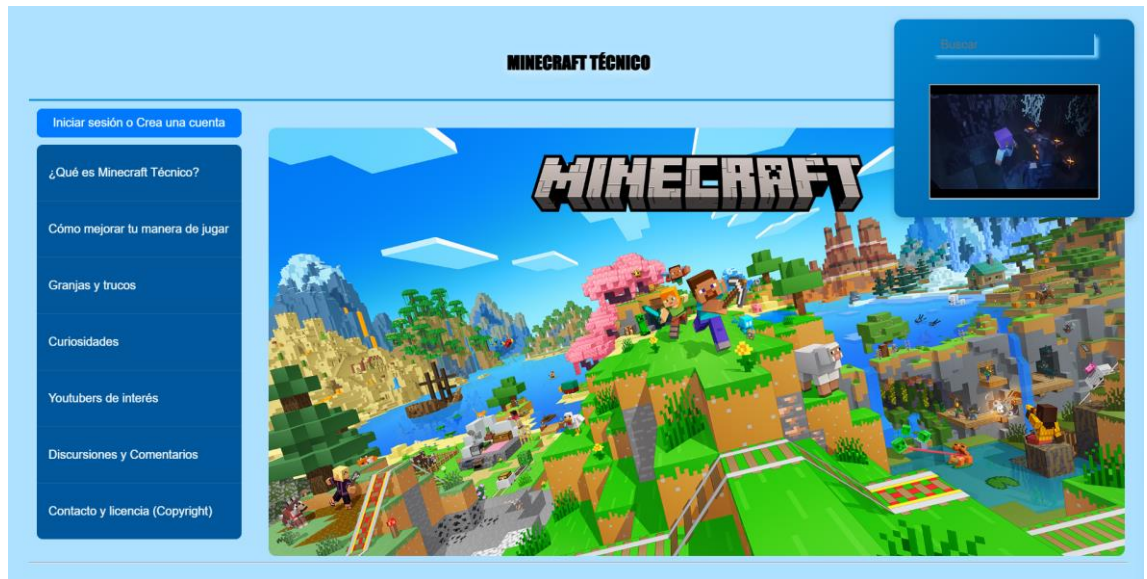 MINECRAFT TÉCNICO
Buscar
Iniciar sesión o Crea una cuenta
¿Qué es Minecraft Técnico?
Cómo mejorar tu manera de jugar
Granjas y trucos
Curiosidades
Youtubers de interés
Discursiones y Comentarios
Contacto y licencia (Copyright)
MINECRAFT